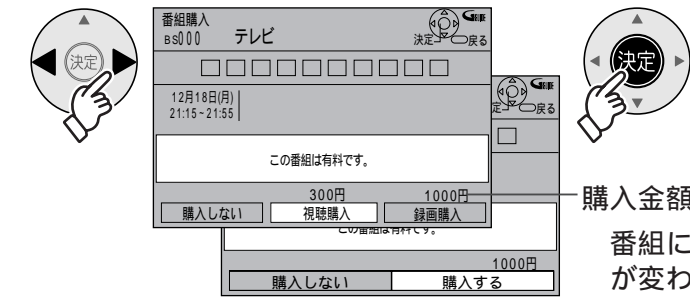 決定
番組購入
BS000 テレビ
決定 戻る
□□□□□□□□□□
12月18日(月)
21:15~21:55
この番組は有料です。
300円 1000円
購入しない 視聴購入 録画購入
定 戻る
□
この番組は有料です。
1000円
購入しない 購入する
決定
購入金額
番組に
が変わ